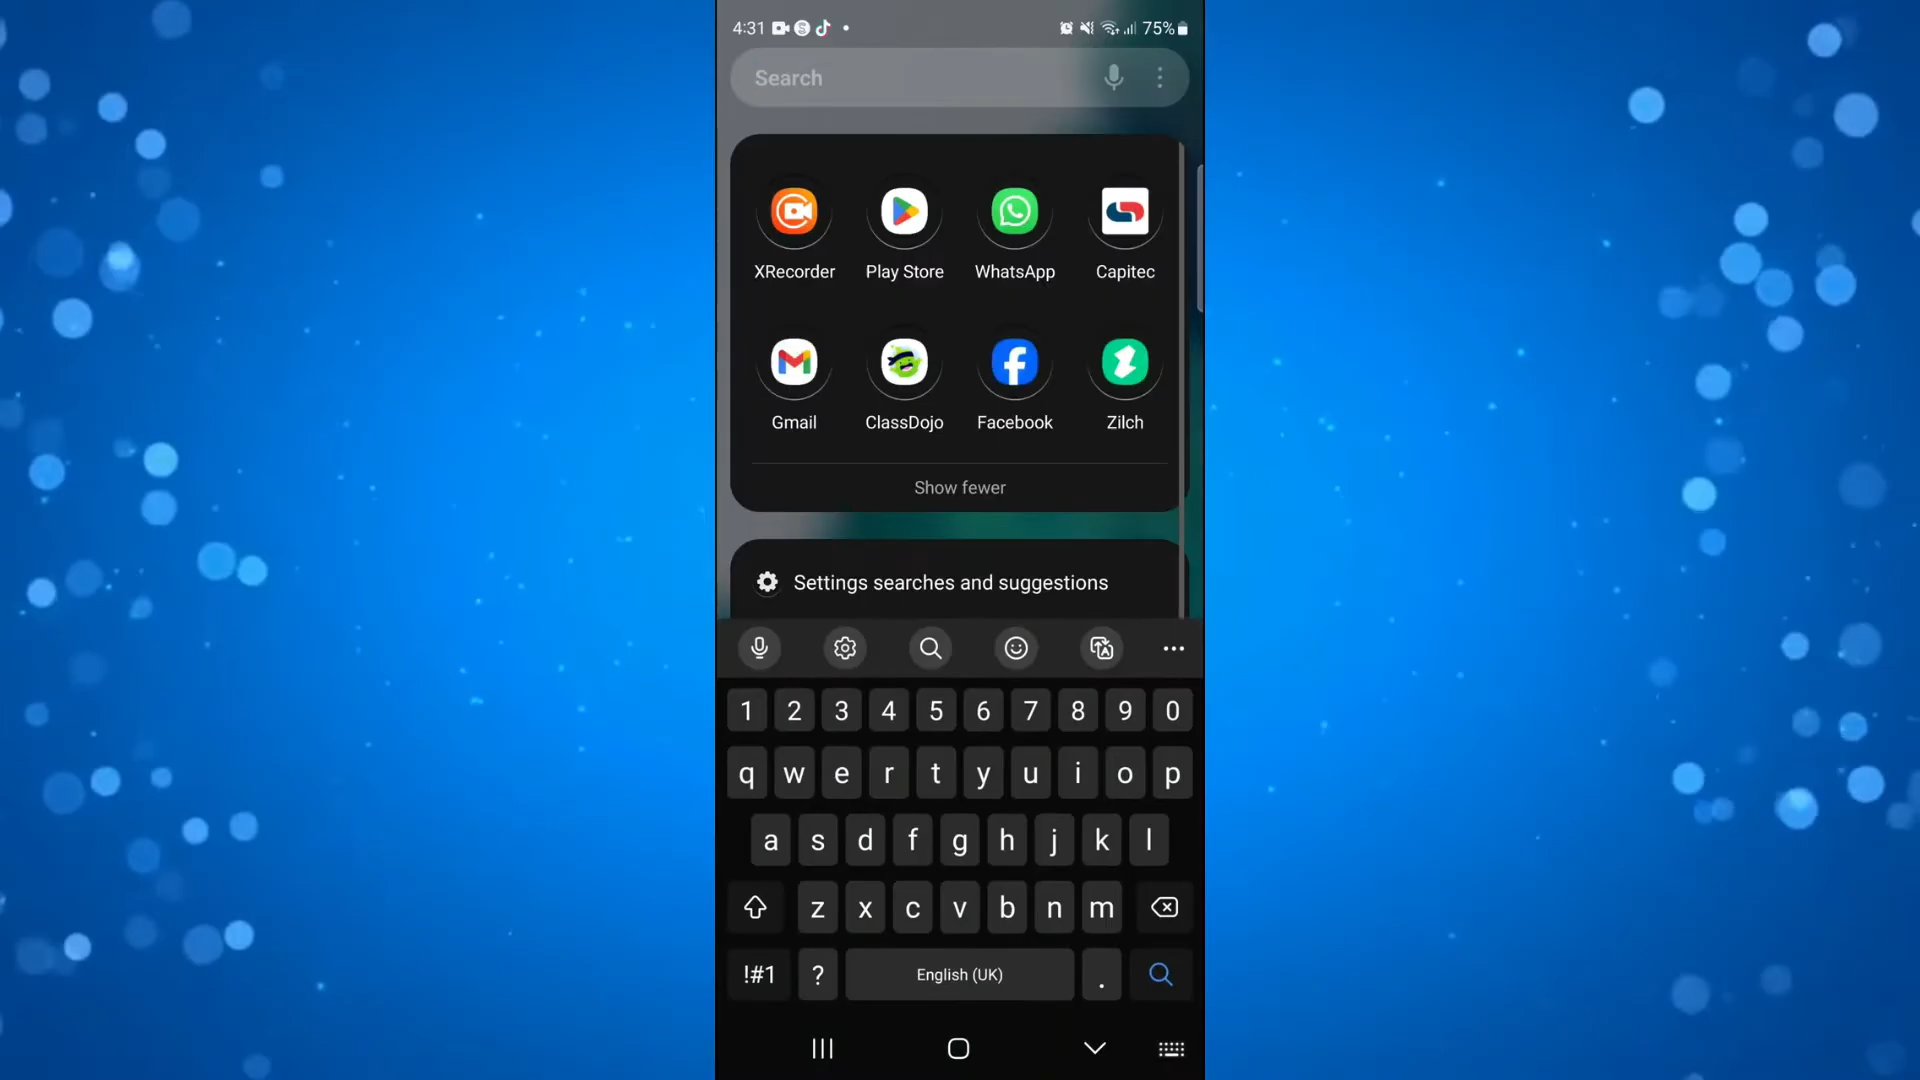 4:31 75%
Search
XRecorder Play Store WhatsApp Capitec
Gmail ClassDojo Facebook Zilch
Show fewer
Settings searches and suggestions
1 2 3 4 5 6 7 8 9 0
q w e r t y u i o p
a s d f g h j k l
z x c v b n m
!#1 ? English (UK) .